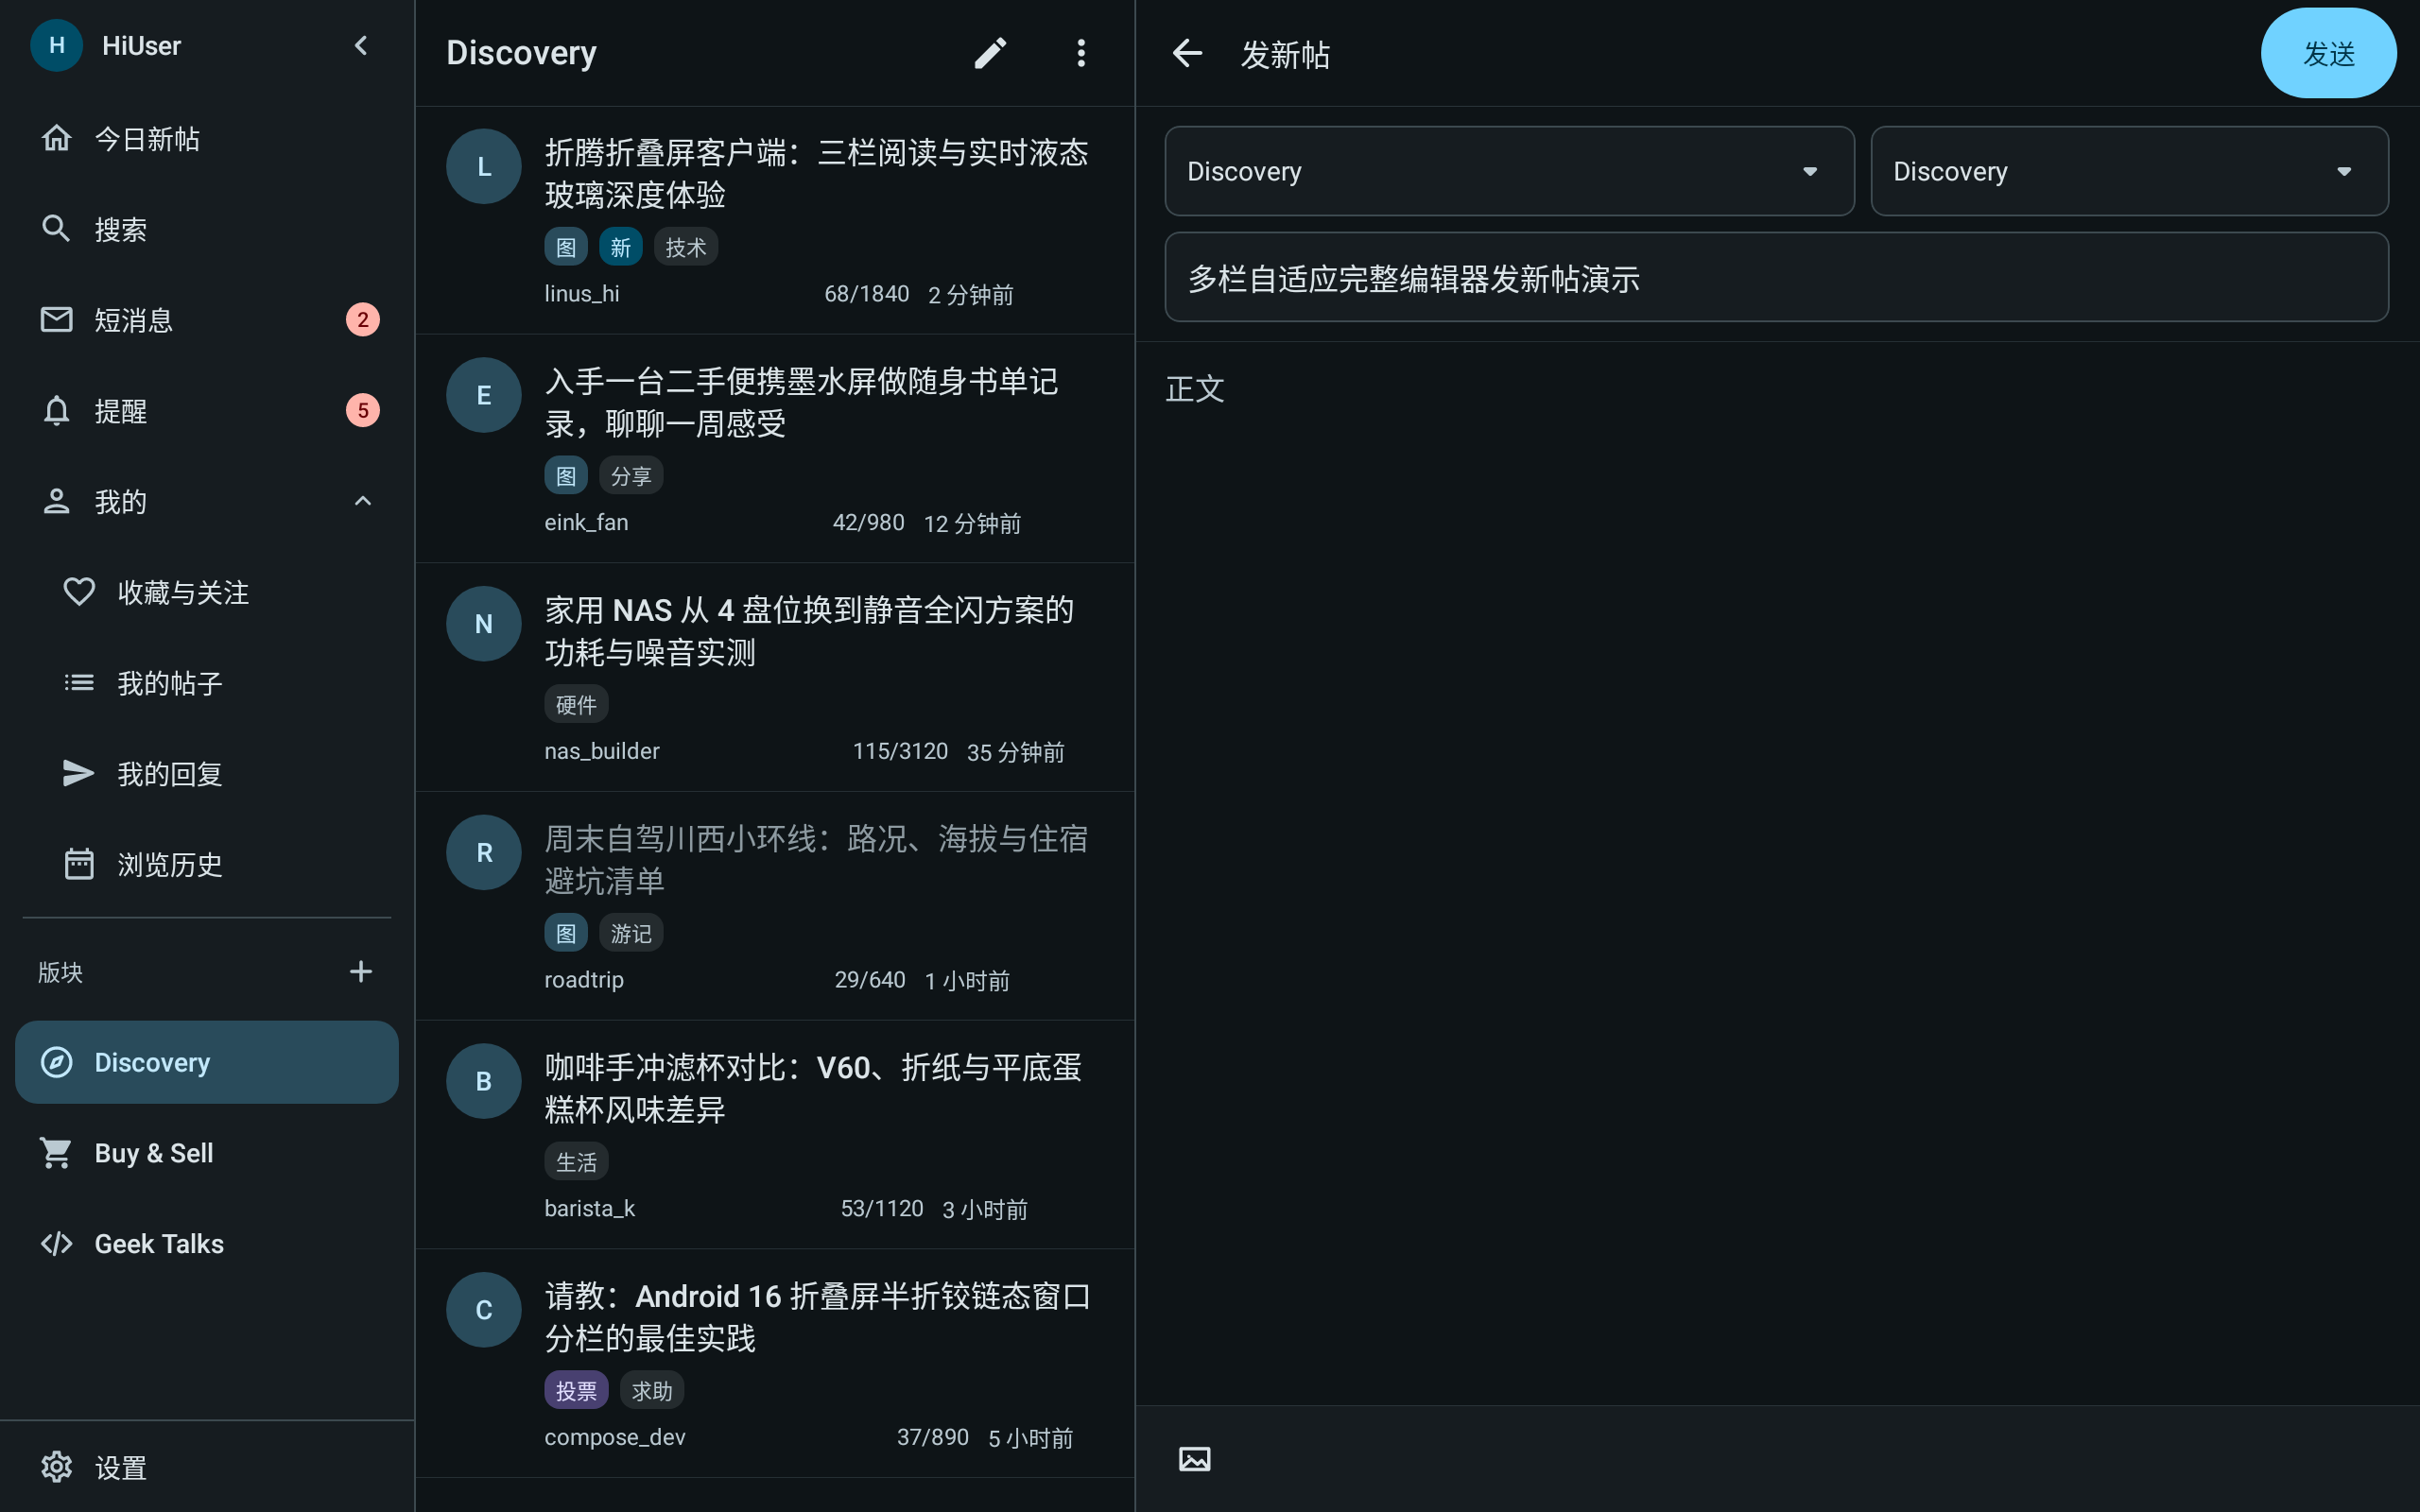 H HiUser
今日新帖
搜索
短消息 2
提醒 5
我的
收藏与关注
我的帖子
我的回复
浏览历史
版块
Discovery
Buy & Sell
Geek Talks
设置
Discovery
L
折腾折叠屏客户端：三栏阅读与实时液态
玻璃深度体验
图 新 技术
linus_hi 68/1840 2 分钟前
E
入手一台二手便携墨水屏做随身书单记
录，聊聊一周感受
图 分享
eink_fan 42/980 12 分钟前
N
家用 NAS 从 4 盘位换到静音全闪方案的
功耗与噪音实测
硬件
nas_builder 115/3120 35 分钟前
R
周末自驾川西小环线：路况、海拔与住宿
避坑清单
图 游记
roadtrip 29/640 1 小时前
B
咖啡手冲滤杯对比：V60、折纸与平底蛋
糕杯风味差异
生活
barista_k 53/1120 3 小时前
C
请教：Android 16 折叠屏半折铰链态窗口
分栏的最佳实践
投票 求助
compose_dev 37/890 5 小时前
发新帖 发送
Discovery Discovery
多栏自适应完整编辑器发新帖演示
正文